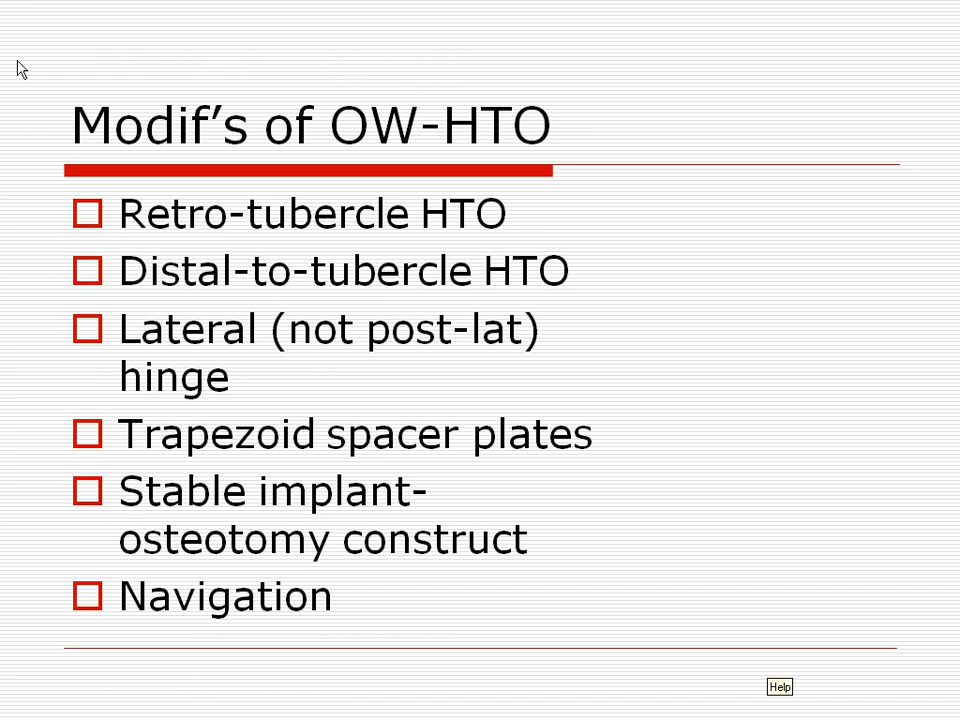 Modif’s of OW-HTO
Retro-tubercle HTO
Distal-to-tubercle HTO
Lateral (not post-lat)
hinge
Trapezoid spacer plates
Stable implant-
osteotomy construct
Navigation
Help